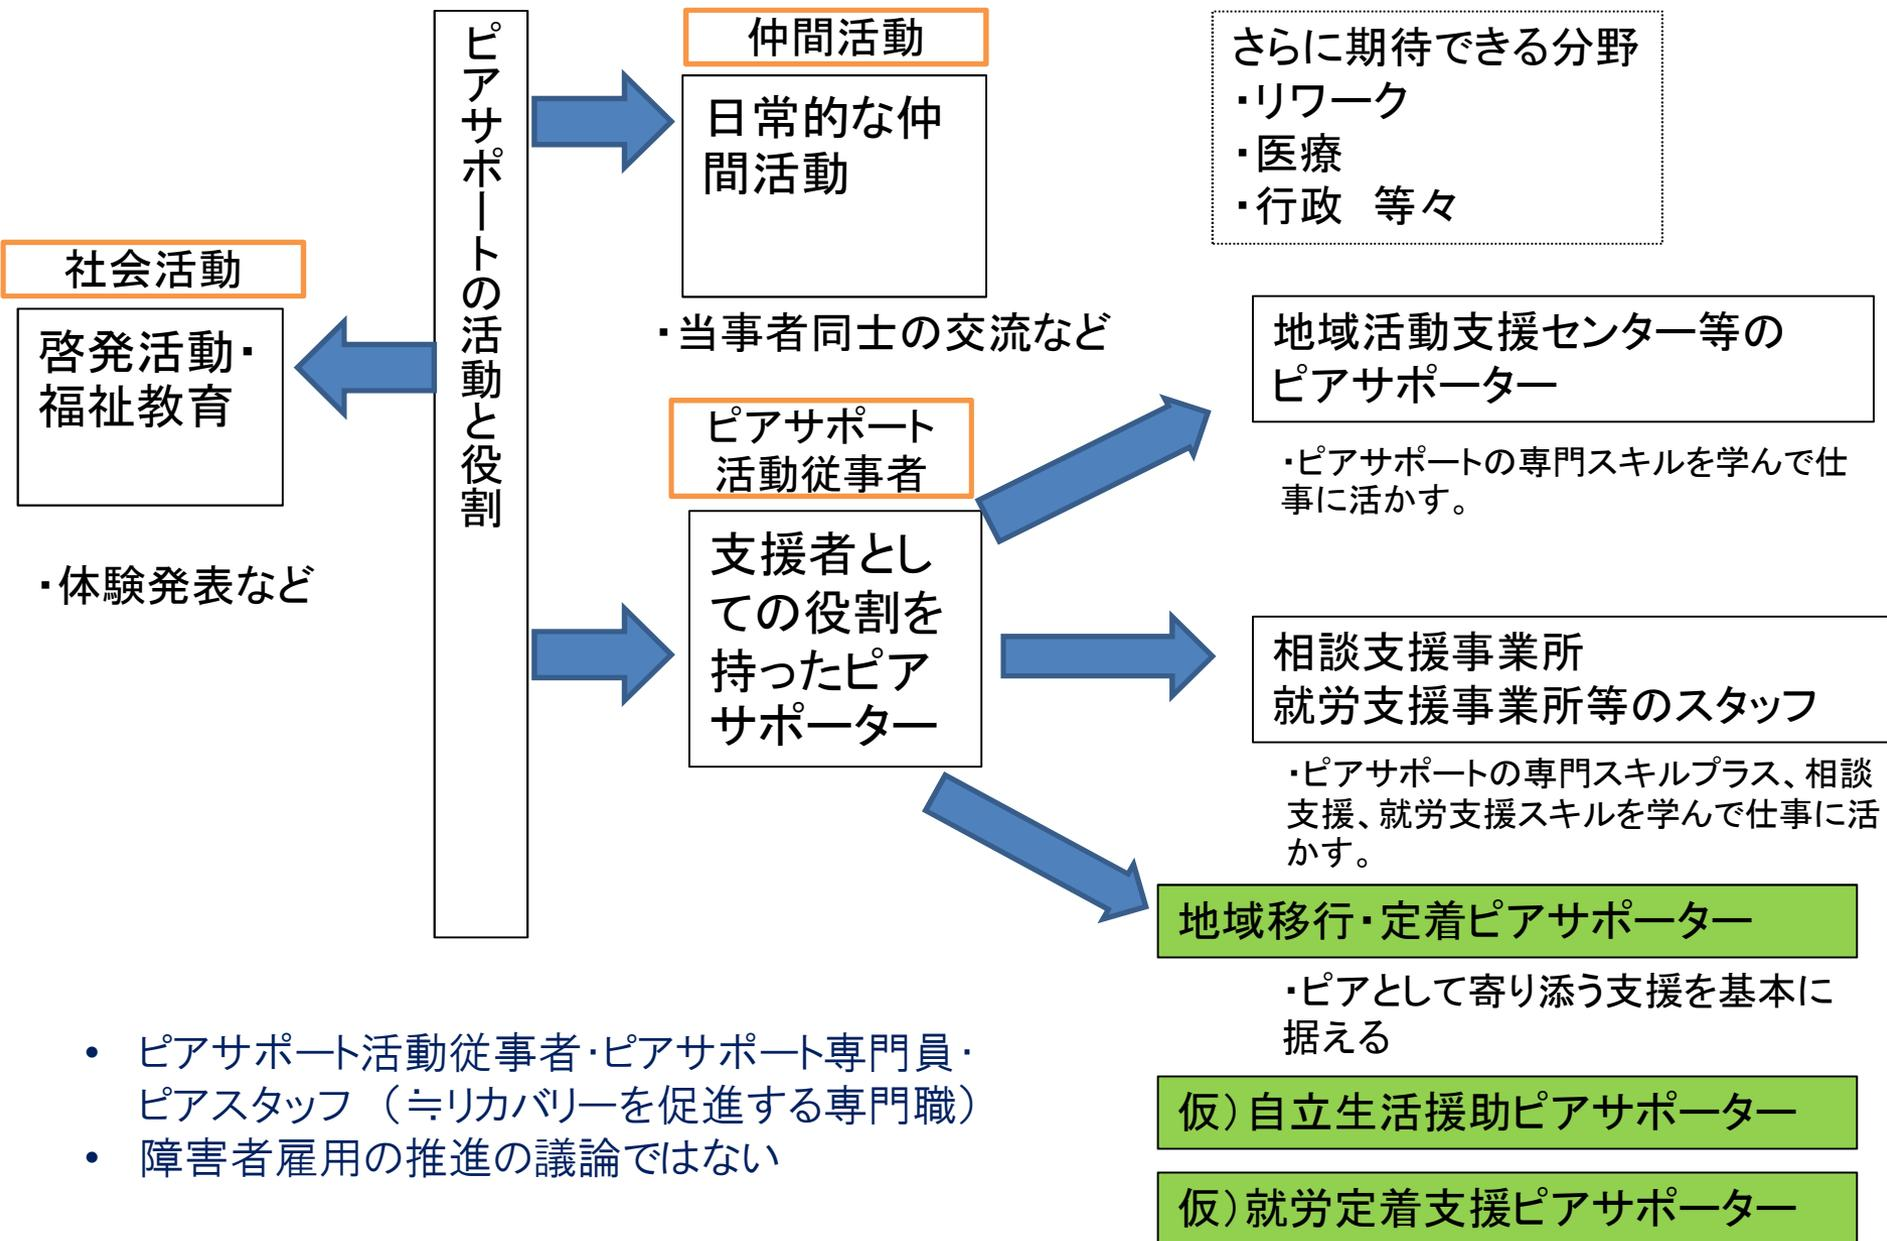 ピアサポートの活動と役割
社会活動
啓発活動・
福祉教育
・体験発表など
仲間活動
日常的な仲
間活動
・当事者同士の交流など
ピアサポート
活動従事者
支援者とし
ての役割を
持ったピア
サポーター
さらに期待できる分野
・リワーク
・医療
・行政　等々
地域活動支援センター等の
ピアサポーター
・ピアサポートの専門スキルを学んで仕
事に活かす。
相談支援事業所
就労支援事業所等のスタッフ
・ピアサポートの専門スキルプラス、相談
支援、就労支援スキルを学んで仕事に活
かす。
地域移行・定着ピアサポーター
・ピアとして寄り添う支援を基本に
据える
仮）自立生活援助ピアサポーター
仮）就労定着支援ピアサポーター
• ピアサポート活動従事者・ピアサポート専門員・
ピアスタッフ （≒リカバリーを促進する専門職）
• 障害者雇用の推進の議論ではない